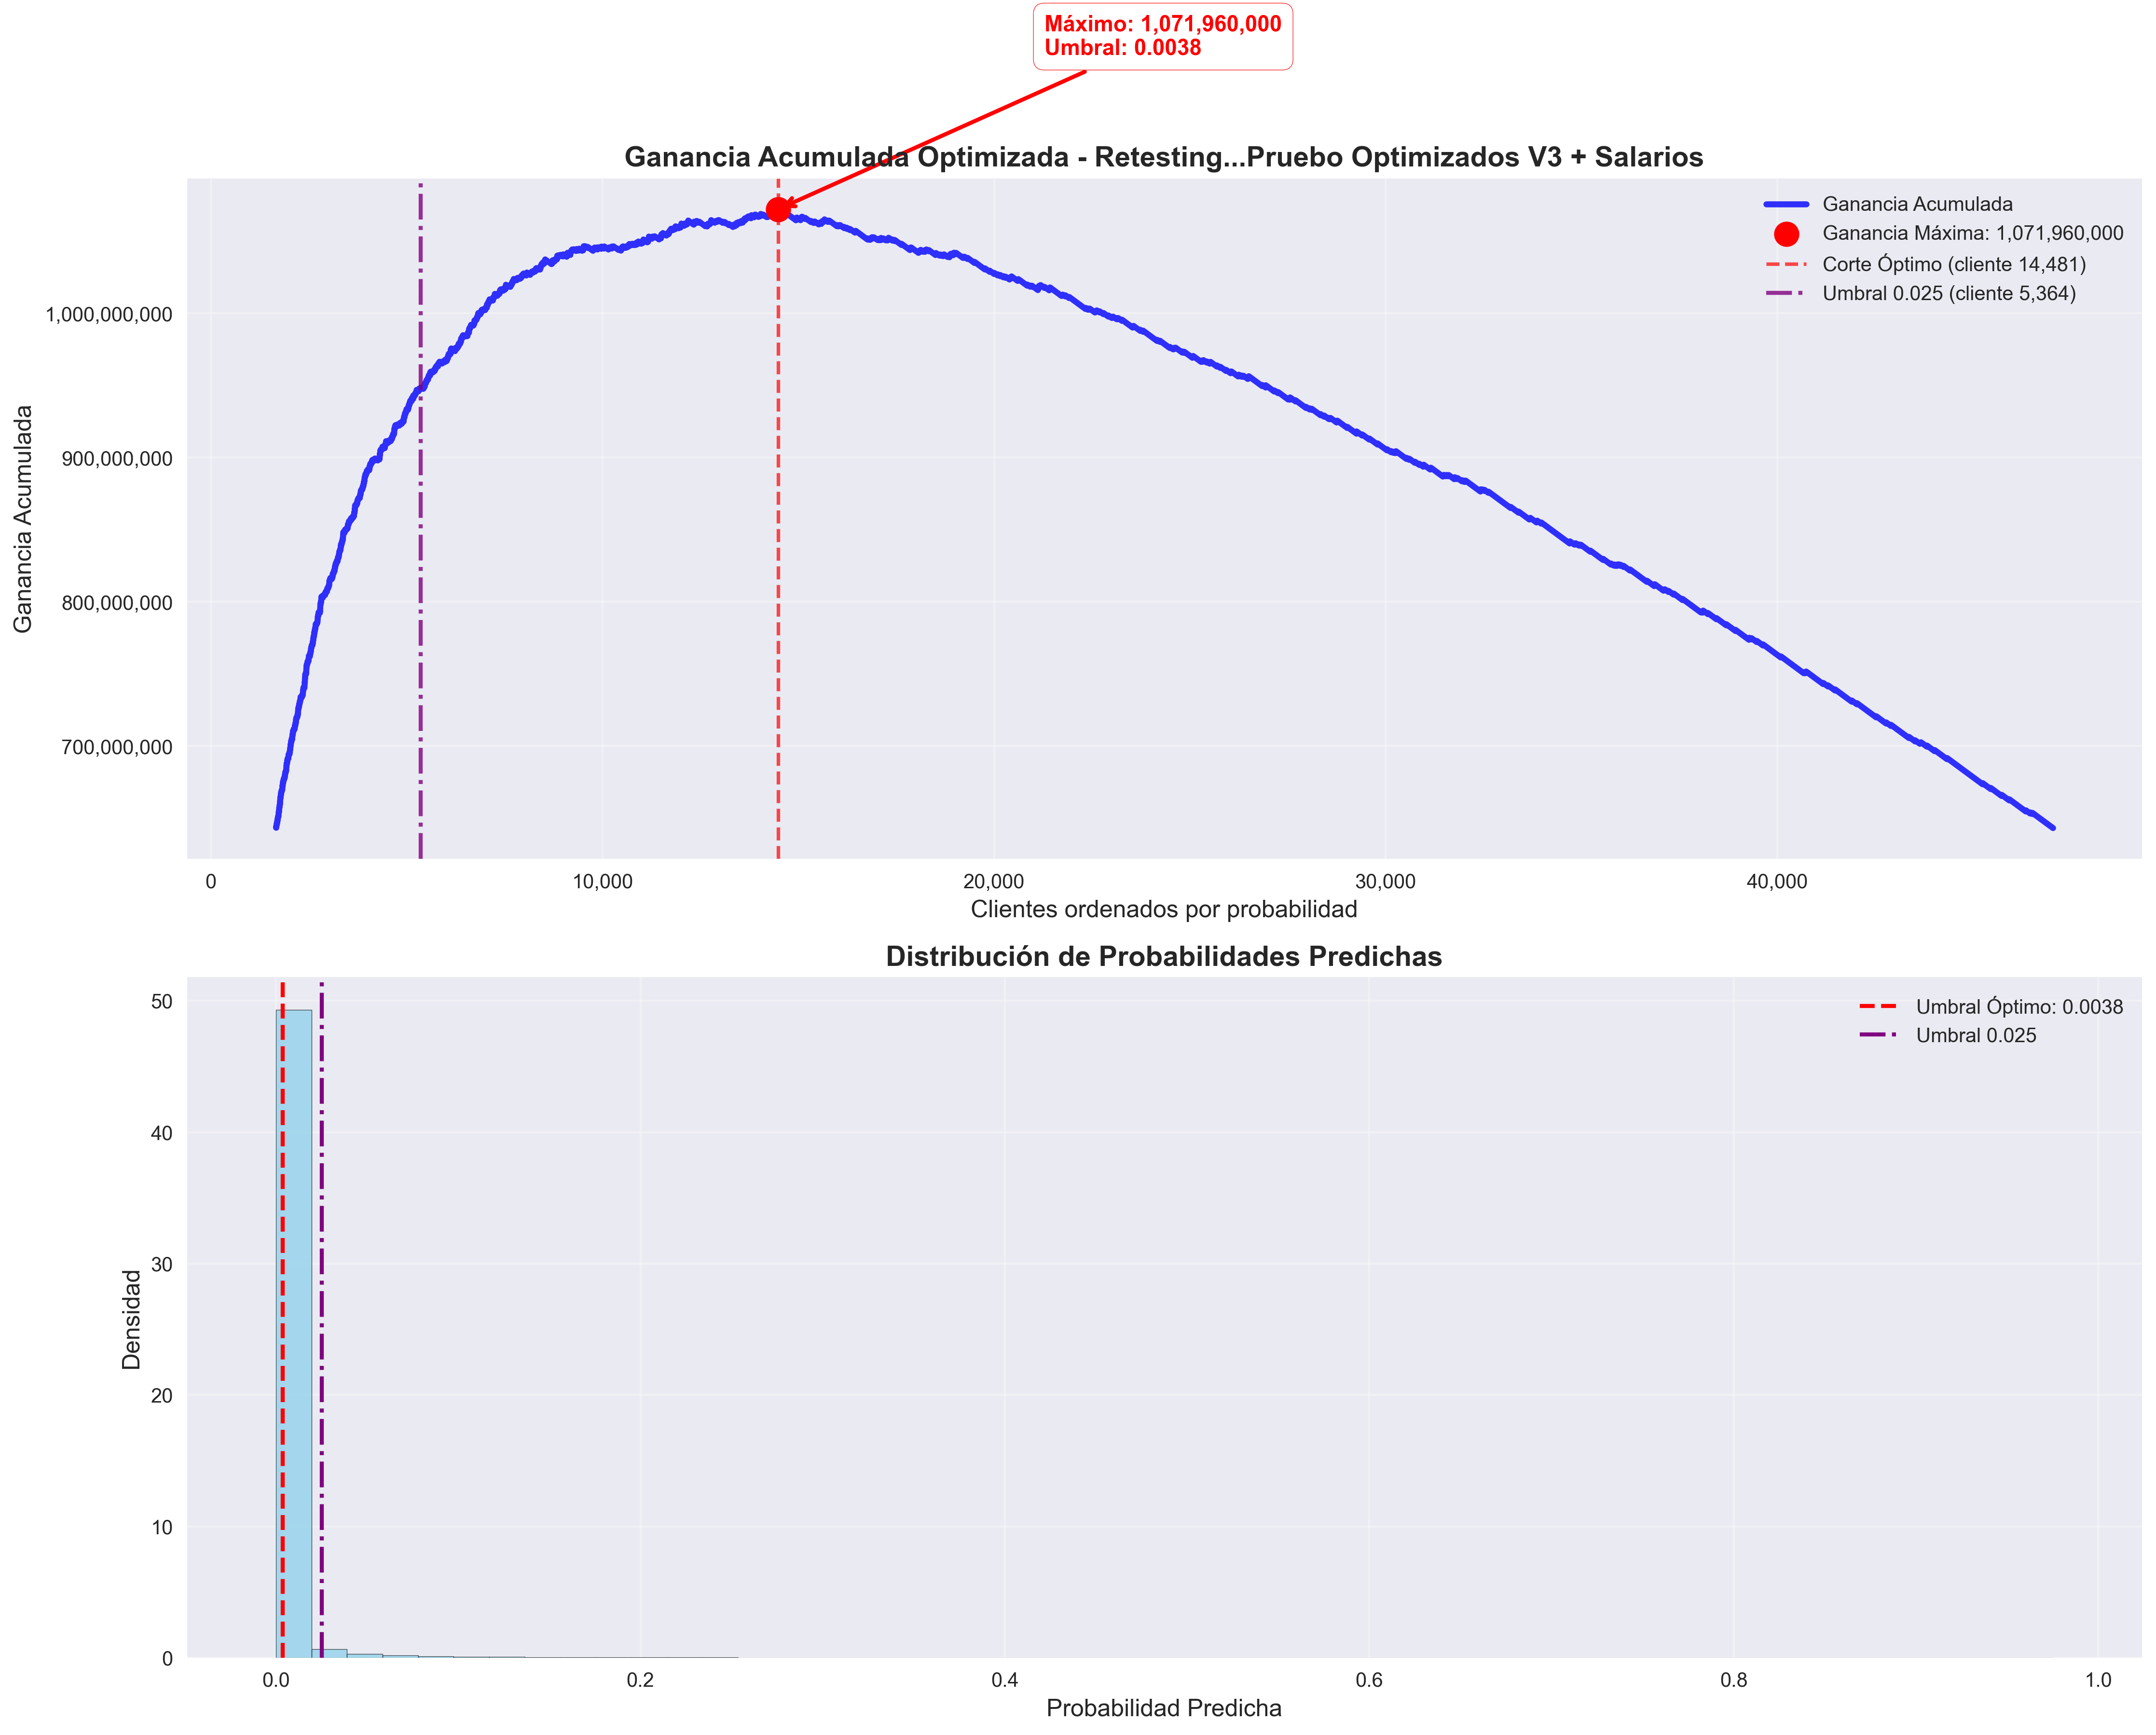 Máximo: 1,071,960,000
Umbral: 0.0038
Ganancia Acumulada Optimizada - Retesting...Pruebo Optimizados V3 + Salarios
Ganancia Acumulada
Ganancia Máxima: 1,071,960,000
Corte Óptimo (cliente 14,481)
Umbral 0.025 (cliente 5,364)
Ganancia Acumulada
1,000,000,000
900,000,000
800,000,000
700,000,000
0
10,000
20,000
30,000
40,000
Clientes ordenados por probabilidad
Distribución de Probabilidades Predichas
Umbral Óptimo: 0.0038
Umbral 0.025
Densidad
50
40
30
20
10
0
0.0
0.2
0.4
0.6
0.8
1.0
Probabilidad Predicha